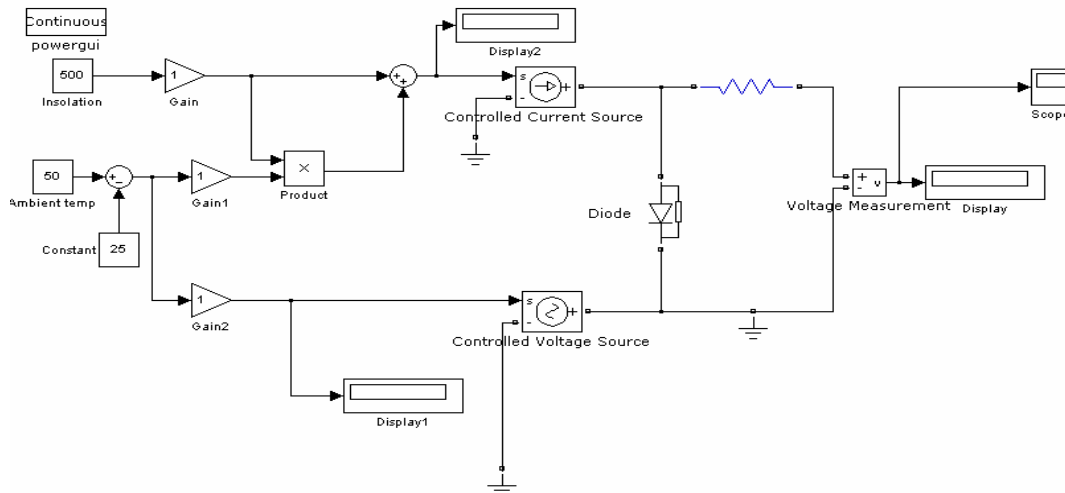 Continuous
powergui
500
Insolation
1
Gain
+
+
Display2
s
-
+
Controlled Current Source
50
Ambient temp
+
−
1
Gain1
×
Product
Constant
25
Diode
+
-
v
Voltage Measurement
Scope
Display
1
Gain2
s
-
+
Controlled Voltage Source
Display1